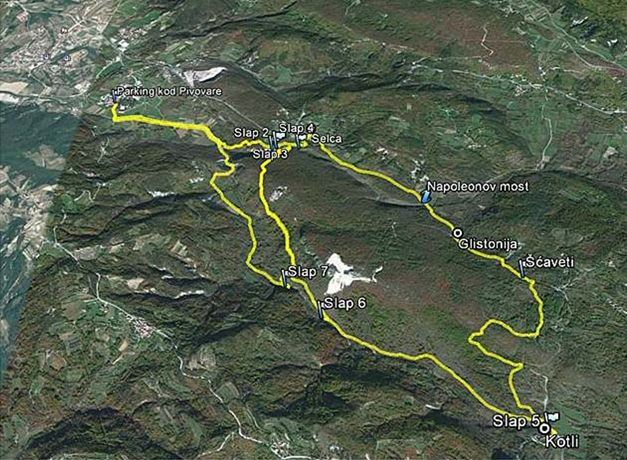 Parking kod Pivovare
Slap 2
Slap 4
Selca
Slap 3
Napoleonov most
Glistonija
Šćaveti
Slap 7
Slap 6
Slap 5
Kotli